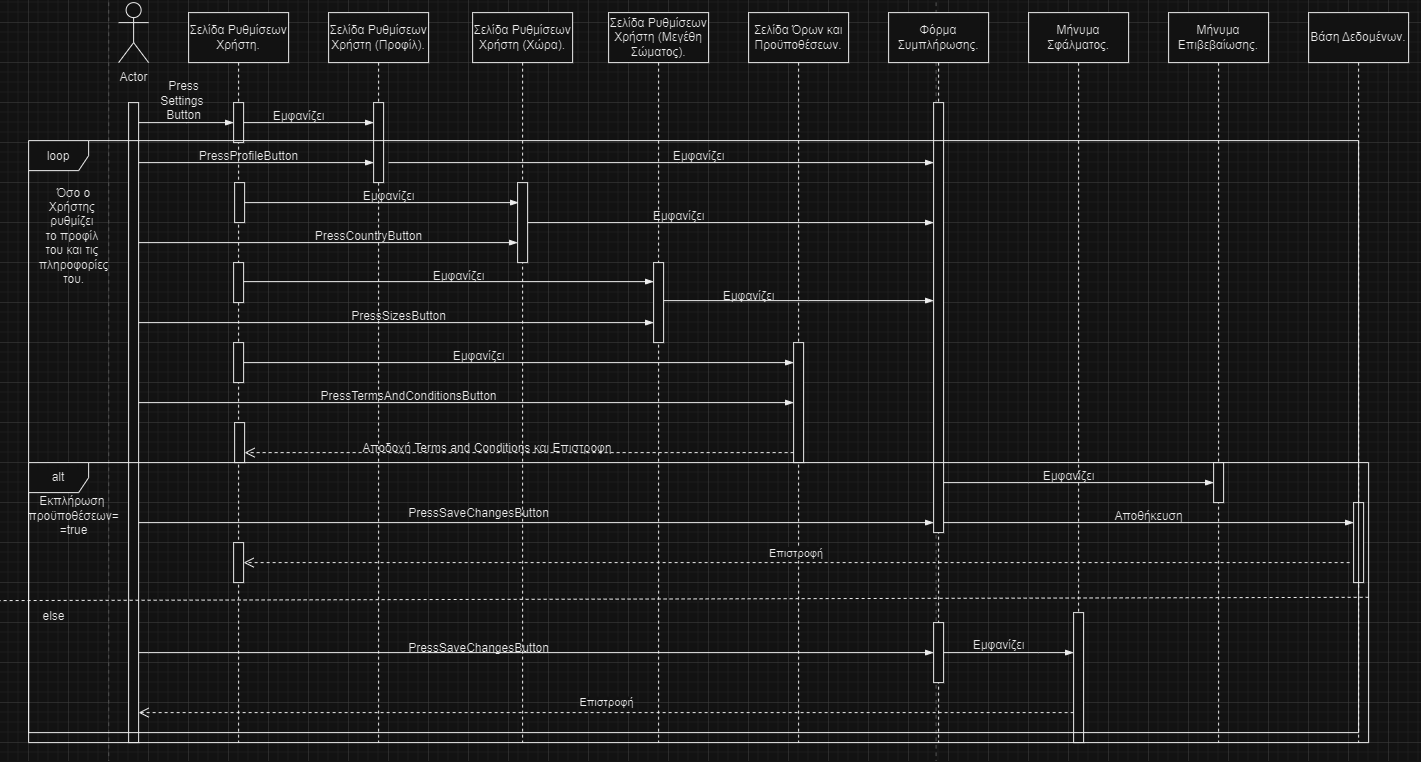 Actor
Σελίδα Ρυθμίσεων
Χρήστη.
Σελίδα Ρυθμίσεων
Χρήστη (Προφίλ).
Σελίδα Ρυθμίσεων
Χρήστη (Χώρα).
Σελίδα Ρυθμίσεων
Χρήστη (Μεγέθη
Σώματος).
Σελίδα Όρων και
Προϋποθέσεων.
Φόρμα
Συμπλήρωσης.
Μήνυμα
Σφάλματος.
Μήνυμα
Επιβεβαίωσης.
Βάση Δεδομένων.
Press
Settings
Button
Εμφανίζει
loop
PressProfileButton
Εμφανίζει
Όσο ο
Χρήστης
ρυθμίζει
το προφίλ
του και τις
πληροφορίες
του.
Εμφανίζει
Εμφανίζει
PressCountryButton
Εμφανίζει
Εμφανίζει
PressSizesButton
Εμφανίζει
PressTermsAndConditionsButton
Αποδοχή Terms and Conditions και Επιστροφη
alt
Εμφανίζει
Εκπλήρωση
προϋποθέσεων=
=true
PressSaveChangesButton
Αποθήκευση
Επιστροφή
else
PressSaveChangesButton
Εμφανίζει
Επιστροφή